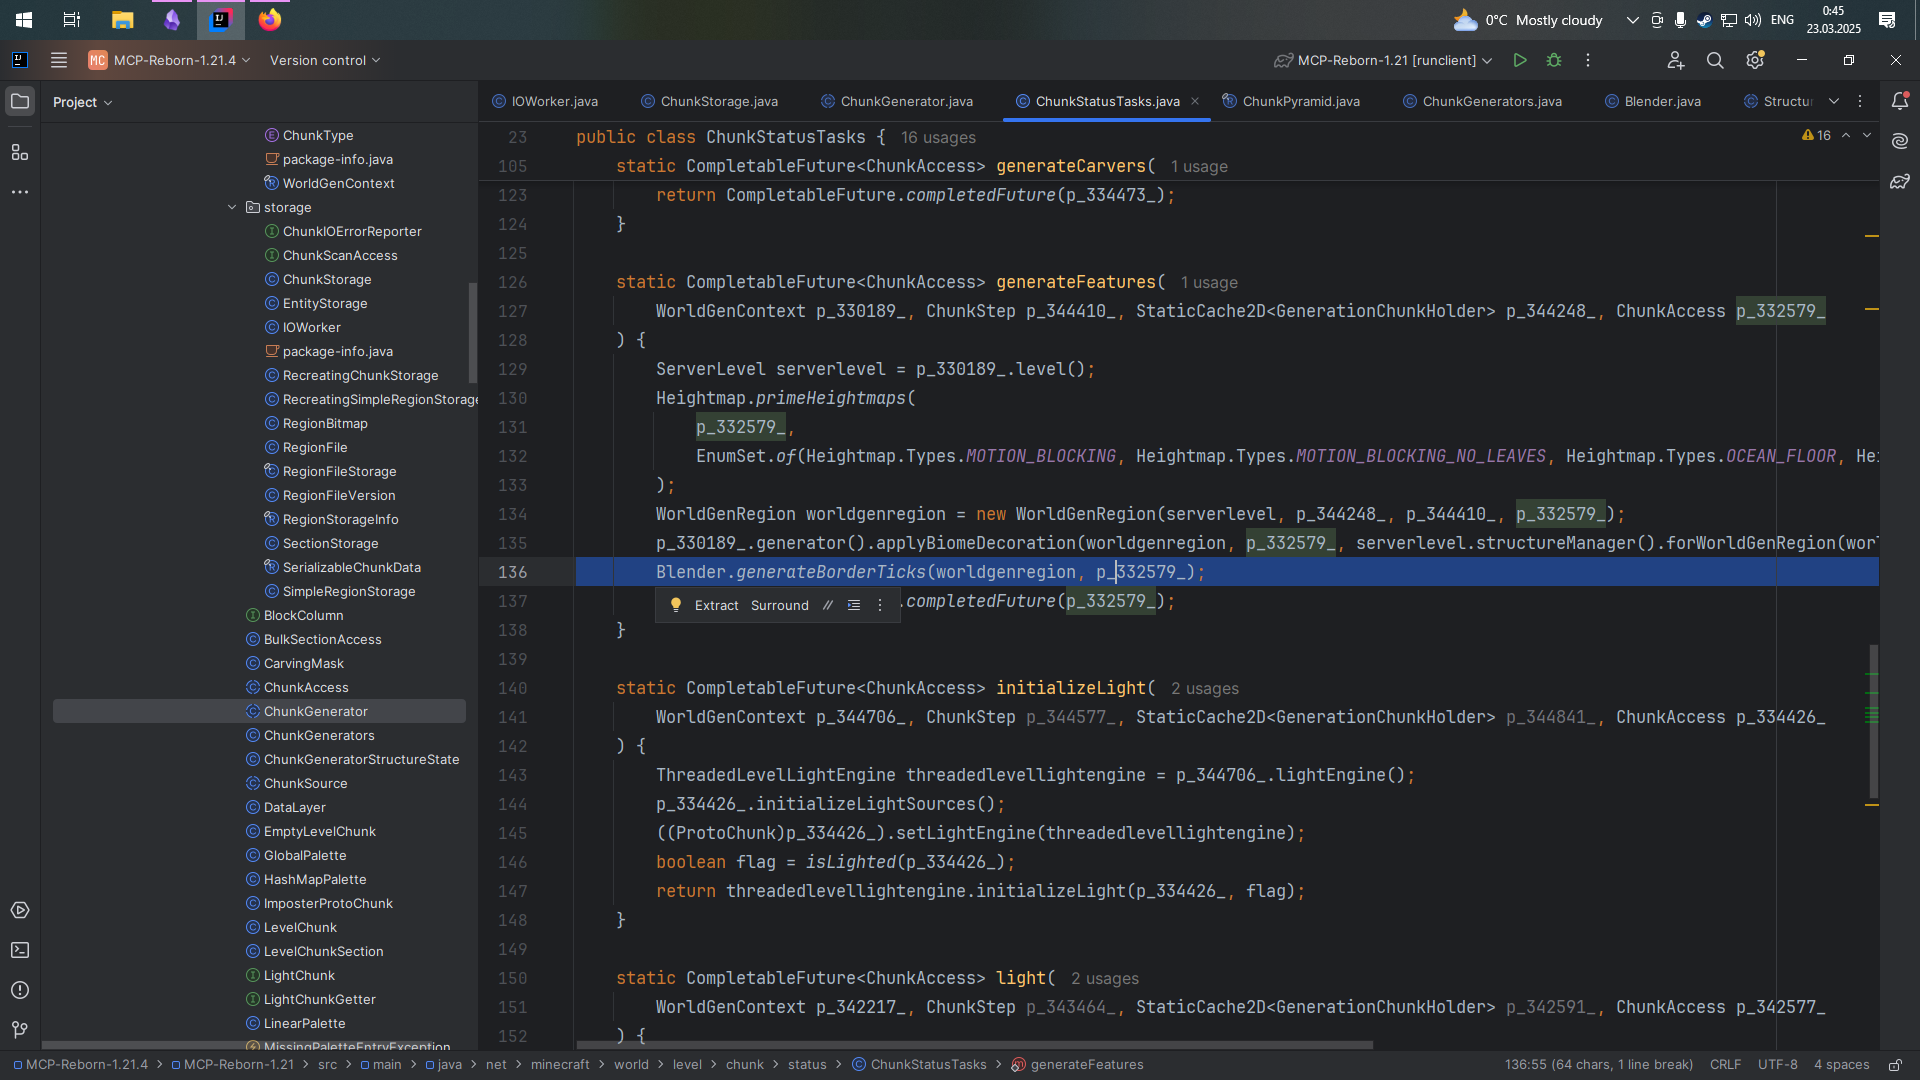 0°C Mostly cloudy
ENG
0:45
23.03.2025
MC MCP-Reborn-1.21.4
Version control
MCP-Reborn-1.21 [runclient]
Project
ChunkType
package-info.java
WorldGenContext
storage
ChunkIOErrorReporter
ChunkScanAccess
ChunkStorage
EntityStorage
IOWorker
package-info.java
RecreatingChunkStorage
RecreatingSimpleRegionStorage
RegionBitmap
RegionFile
RegionFileStorage
RegionFileVersion
RegionStorageInfo
SectionStorage
SerializableChunkData
SimpleRegionStorage
BlockColumn
BulkSectionAccess
CarvingMask
ChunkAccess
ChunkGenerator
ChunkGenerators
ChunkGeneratorStructureState
ChunkSource
DataLayer
EmptyLevelChunk
GlobalPalette
HashMapPalette
ImposterProtoChunk
LevelChunk
LevelChunkSection
LightChunk
LightChunkGetter
LinearPalette
MissingPaletteEntryException
IOWorker.java ChunkStorage.java ChunkGenerator.java ChunkStatusTasks.java ChunkPyramid.java ChunkGenerators.java Blender.java Structur
16
23 public class ChunkStatusTasks { 16 usages
105 static CompletableFuture<ChunkAccess> generateCarvers( 1 usage
123 return CompletableFuture.completedFuture(p_334473_);
124 }
125
126 static CompletableFuture<ChunkAccess> generateFeatures( 1 usage
127 WorldGenContext p_330189_, ChunkStep p_344410_, StaticCache2D<GenerationChunkHolder> p_344248_, ChunkAccess p_332579_
128 ) {
129 ServerLevel serverlevel = p_330189_.level();
130 Heightmap.primeHeightmaps(
131 p_332579_,
132 EnumSet.of(Heightmap.Types.MOTION_BLOCKING, Heightmap.Types.MOTION_BLOCKING_NO_LEAVES, Heightmap.Types.OCEAN_FLOOR, He
133 );
134 WorldGenRegion worldgenregion = new WorldGenRegion(serverlevel, p_344248_, p_344410_, p_332579_);
135 p_330189_.generator().applyBiomeDecoration(worldgenregion, p_332579_, serverlevel.structureManager().forWorldGenRegion(wor
136 Blender.generateBorderTicks(worldgenregion, p_332579_);
137 .completedFuture(p_332579_);
Extract Surround //
138 }
139
140 static CompletableFuture<ChunkAccess> initializeLight( 2 usages
141 WorldGenContext p_344706_, ChunkStep p_344577_, StaticCache2D<GenerationChunkHolder> p_344841_, ChunkAccess p_334426_
142 ) {
143 ThreadedLevelLightEngine threadedlevellightengine = p_344706_.lightEngine();
144 p_334426_.initializeLightSources();
145 ((ProtoChunk)p_334426_).setLightEngine(threadedlevellightengine);
146 boolean flag = isLighted(p_334426_);
147 return threadedlevellightengine.initializeLight(p_334426_, flag);
148 }
149
150 static CompletableFuture<ChunkAccess> light( 2 usages
151 WorldGenContext p_342217_, ChunkStep p_343464_, StaticCache2D<GenerationChunkHolder> p_342591_, ChunkAccess p_342577_
152 ) {
MCP-Reborn-1.21.4 > MCP-Reborn-1.21 > src > main > java > net > minecraft > world > level > chunk > status > ChunkStatusTasks > generateFeatures
136:55 (64 chars, 1 line break) CRLF UTF-8 4 spaces